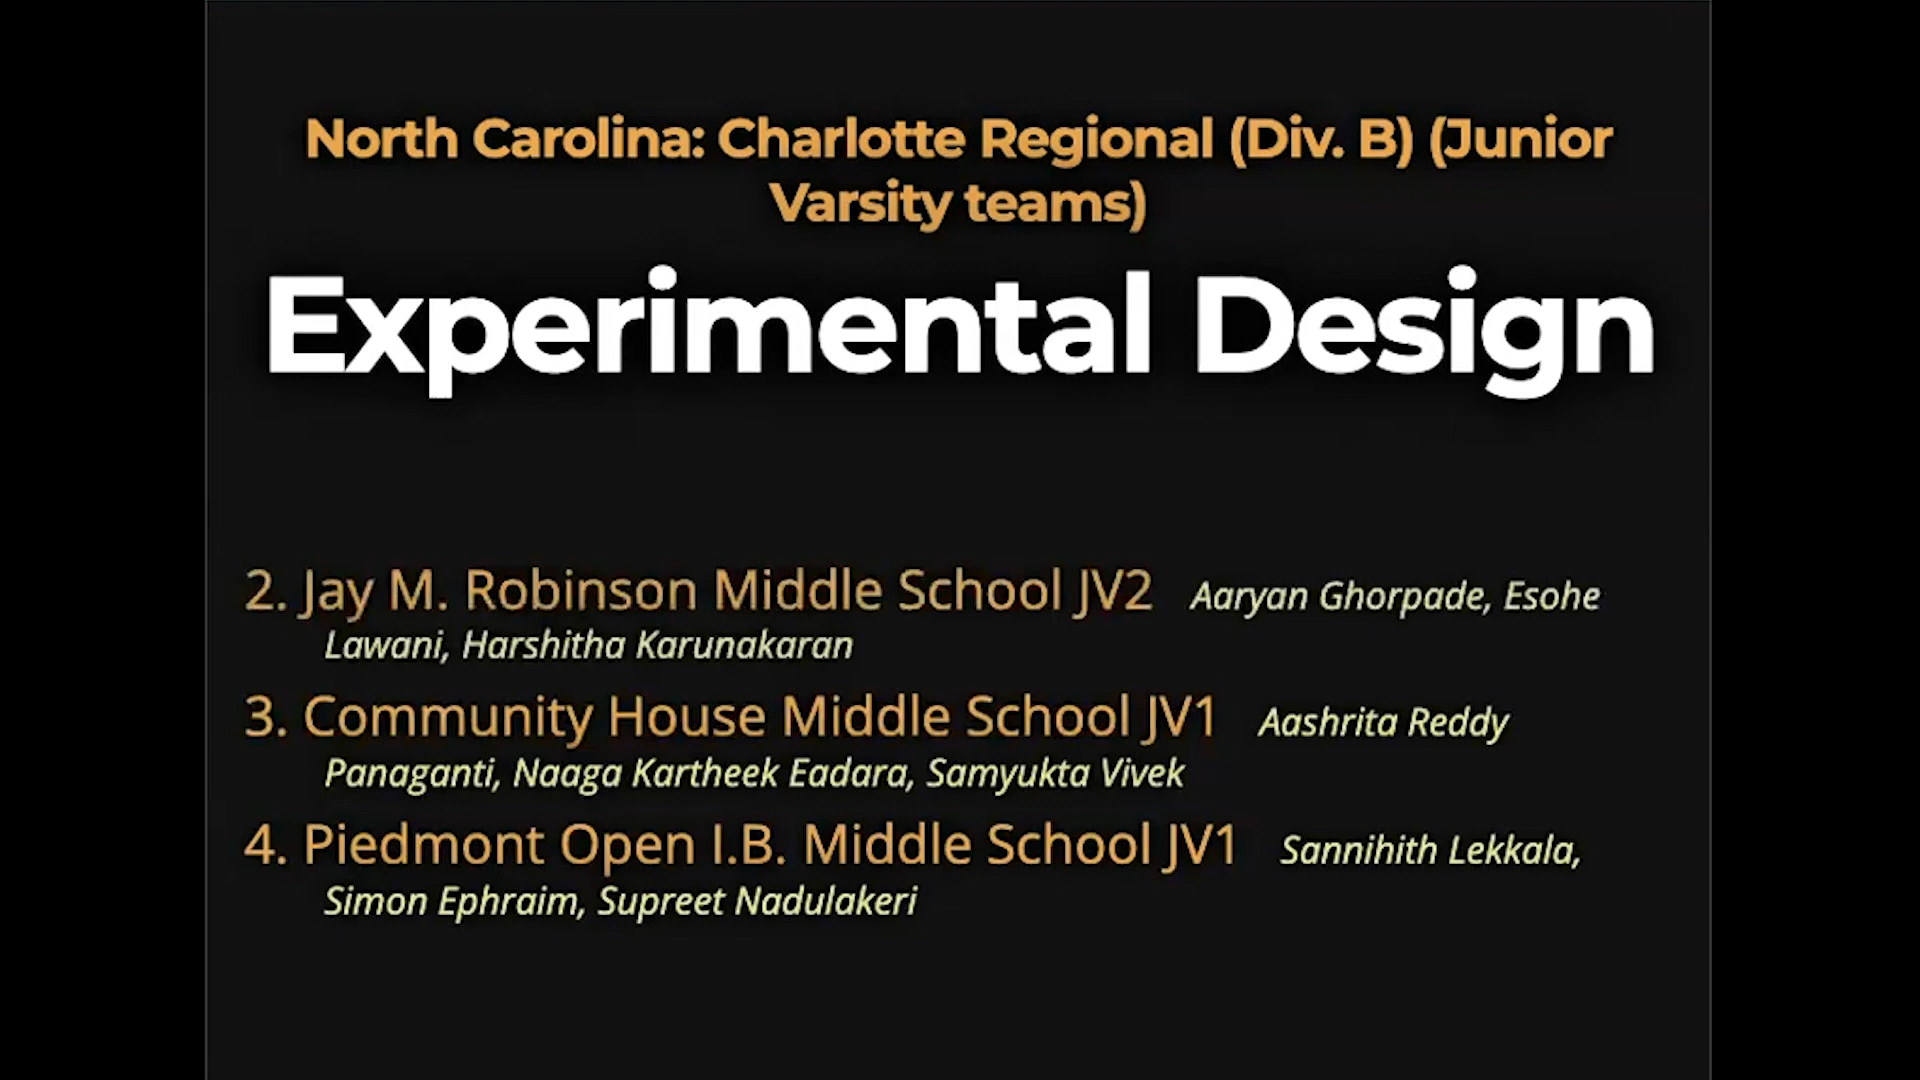 North Carolina: Charlotte Regional (Div. B) (Junior
Varsity teams)
Experimental Design
2. Jay M. Robinson Middle School JV2 Aaryan Ghorpade, Esohe
Lawani, Harshitha Karunakaran
3. Community House Middle School JV1 Aashrita Reddy
Panaganti, Naaga Kartheek Eadara, Samyukta Vivek
4. Piedmont Open I.B. Middle School JV1 Sannihith Lekkala,
Simon Ephraim, Supreet Nadulakeri